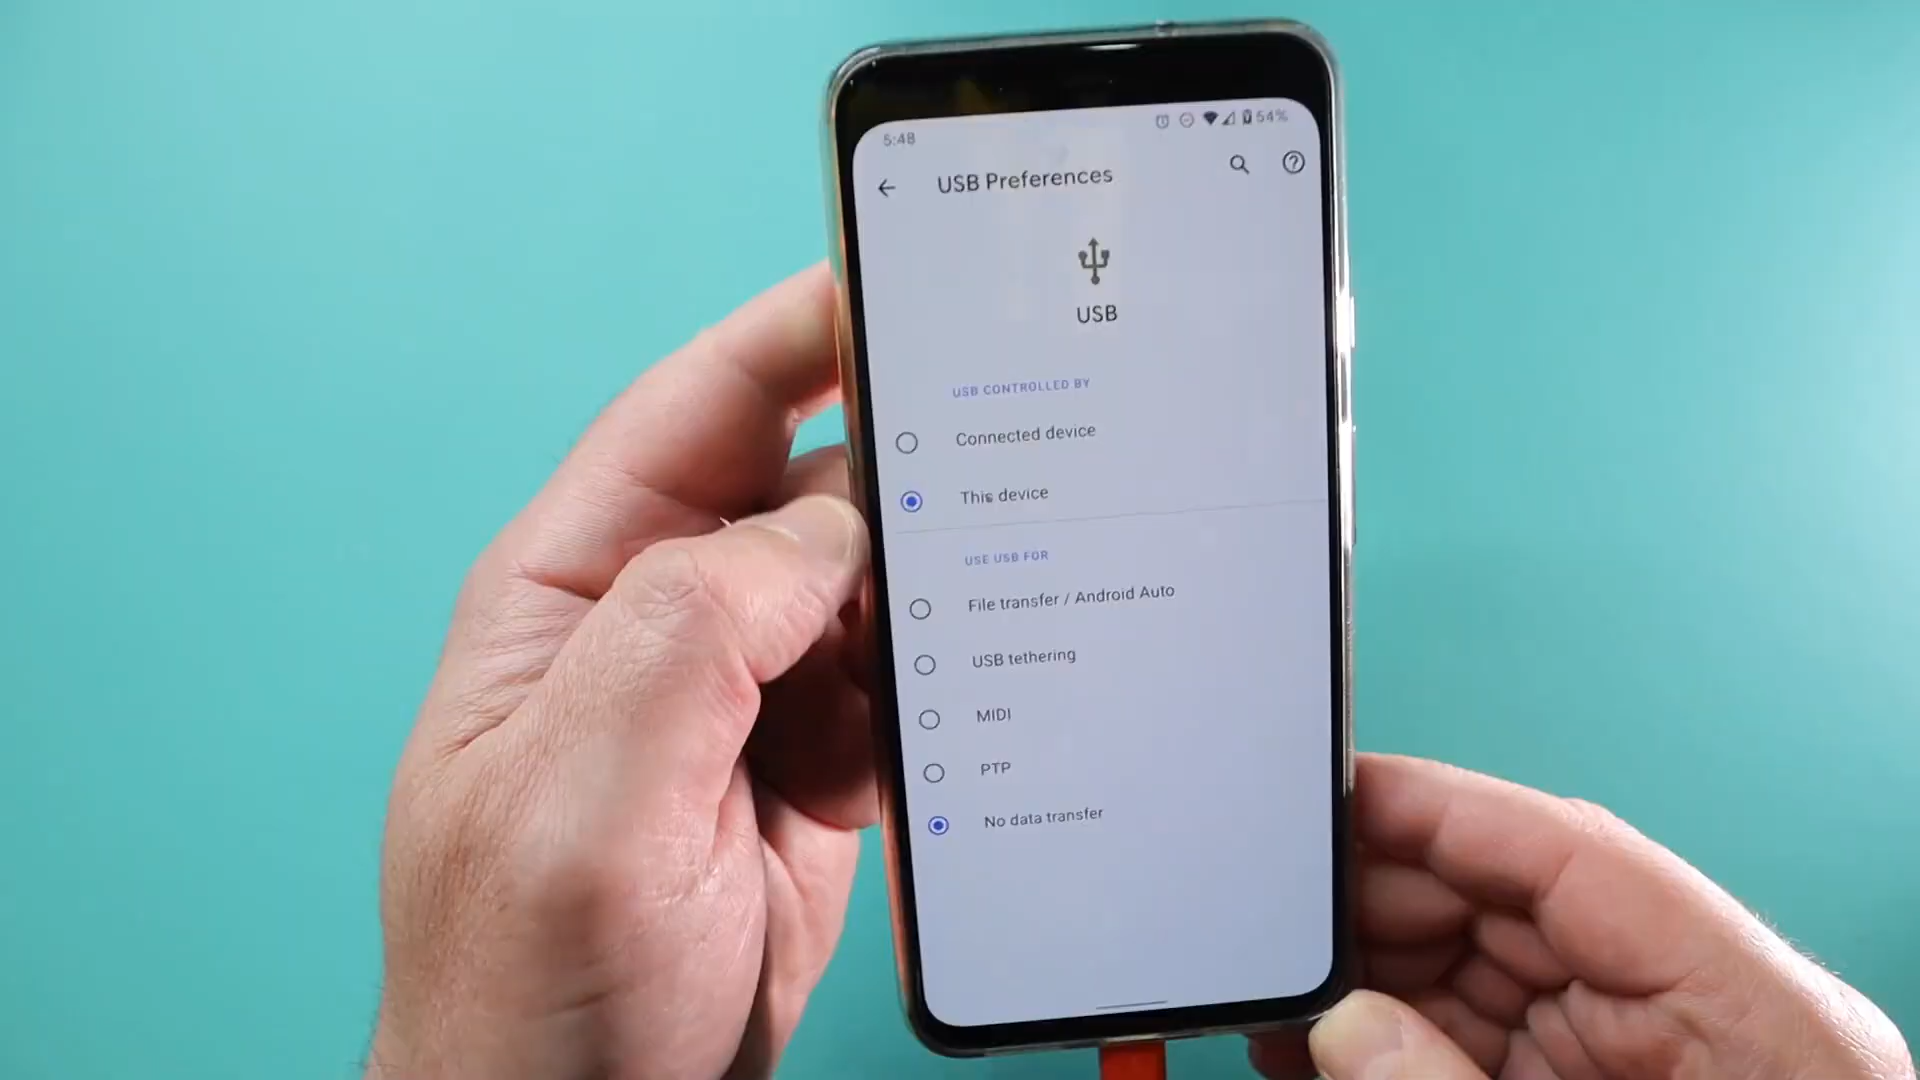 5:48
54%
USB Preferences
USB
USB CONTROLLED BY
Connected device
This device
USE USB FOR
File transfer / Android Auto
USB tethering
MIDI
PTP
No data transfer